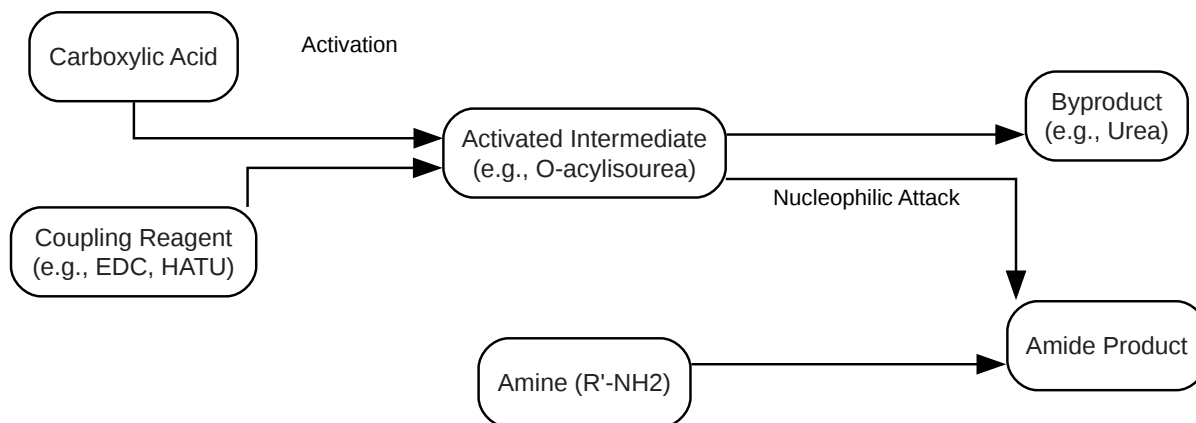 Carboxylic Acid
Activation
Coupling Reagent
(e.g., EDC, HATU)
Activated Intermediate
(e.g., O-acylisourea)
Byproduct
(e.g., Urea)
Nucleophilic Attack
Amine (R'-NH2)
Amide Product